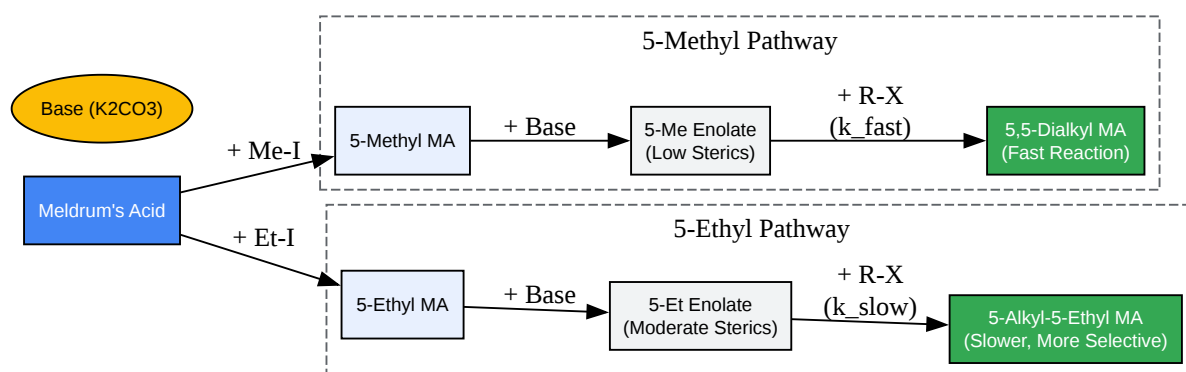 5-Methyl Pathway
Base (K2CO3)
+ Me-I
5-Methyl MA
+ Base
5-Me Enolate
(Low Sterics)
+ R-X
(k_fast)
5,5-Dialkyl MA
(Fast Reaction)
Meldrum's Acid
+ Et-I
5-Ethyl Pathway
5-Ethyl MA
+ Base
5-Et Enolate
(Moderate Sterics)
+ R-X
(k_slow)
5-Alkyl-5-Ethyl MA
(Slower, More Selective)